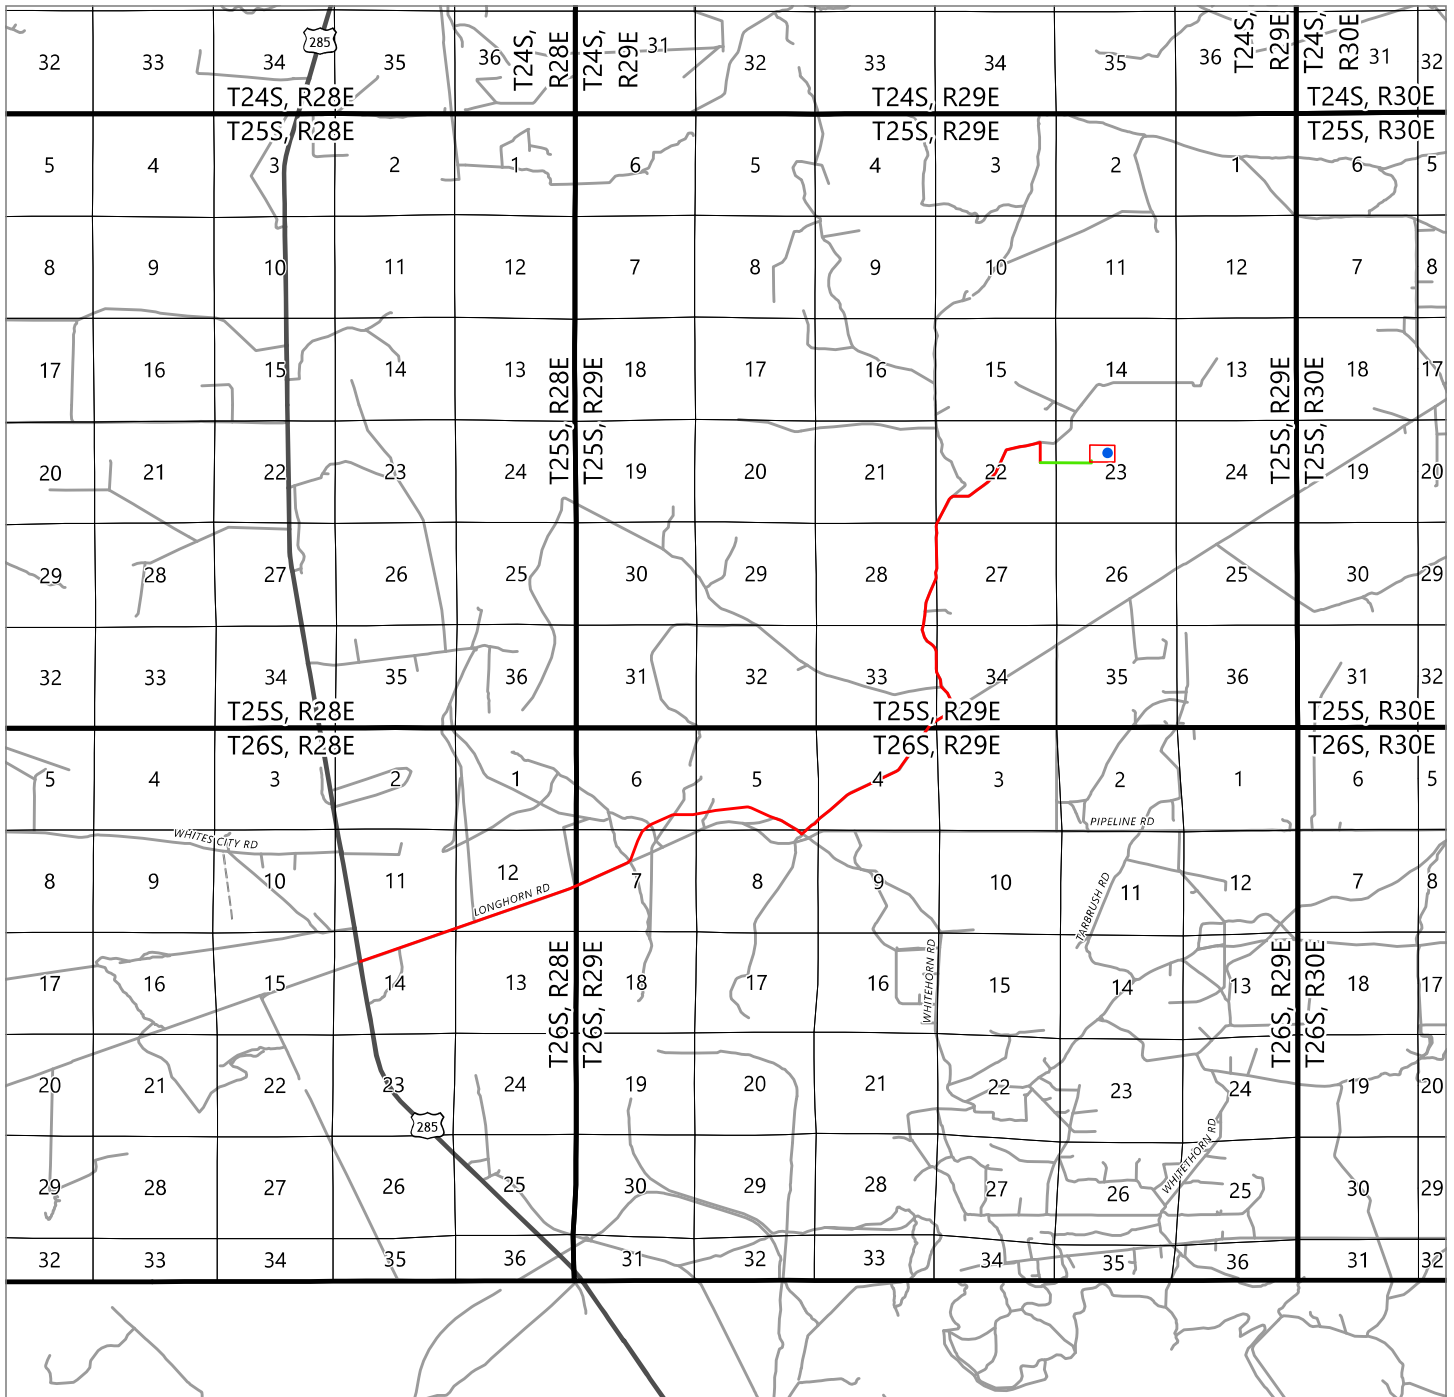 285
32 33 34 35 36 T24S, R28E T24S, R29E 31 32 33 34 35 36 T24S, R29E T24S, R30E 31 32
T24S, R28E T24S, R29E T24S, R30E
T25S, R28E T25S, R29E T25S, R30E
5 4 3 2 1 6 5 4 3 2 1 6 5
8 9 10 11 12 7 8 9 10 11 12 7 8
17 16 15 14 13 18 17 16 15 14 13 18 17
T25S, R28E T25S, R29E T25S, R29E T25S, R30E
20 21 22 23 24 19 20 21 22 23 24 19 20
29 28 27 26 25 30 29 28 27 26 25 30 29
32 33 34 35 36 31 32 33 34 35 36 31 32
T25S, R28E T25S, R29E T25S, R30E
T26S, R28E T26S, R29E T26S, R30E
5 4 3 2 1 6 5 4 3 2 1 6 5
PIPELINE RD
WHITES CITY RD
8 9 10 11 12 7 8 9 10 11 12 7 8
LONGHORN RD
TARBRUSH RD
T26S, R28E T26S, R29E T26S, R29E T26S, R30E
WHITEHORN RD
17 16 15 14 13 18 17 16 15 14 13 18 17
20 21 22 23 24 19 20 21 22 23 24 19 20
285
WHITETHORN RD
29 28 27 26 25 30 29 28 27 26 25 30 29
32 33 34 35 36 31 32 33 34 35 36 31 32